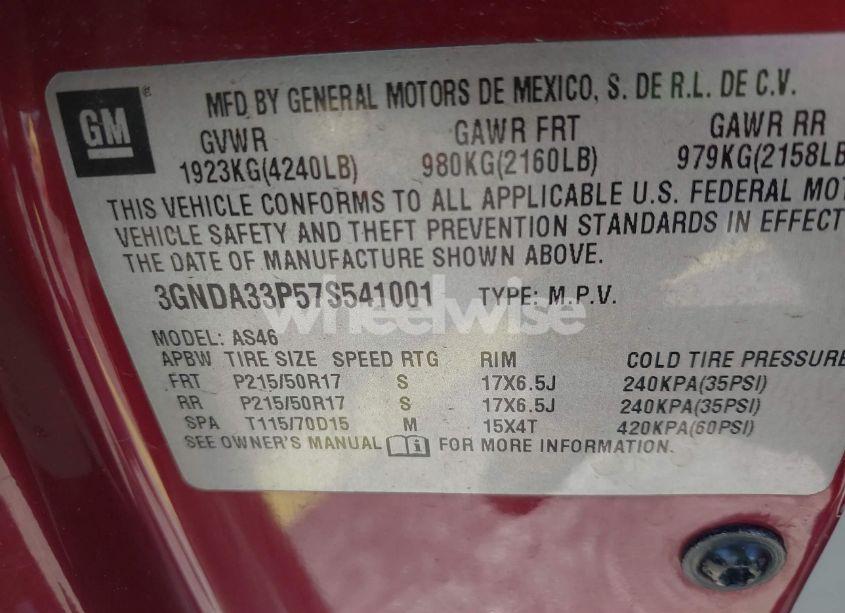 GM
MFD BY GENERAL MOTORS DE MEXICO, S. DE R.L. DE C.V.
GVWR GAWR FRT GAWR RR
1923KG(4240LB) 980KG(2160LB) 979KG(2158LB
THIS VEHICLE CONFORMS TO ALL APPLICABLE U.S. FEDERAL MOT
VEHICLE SAFETY AND THEFT PREVENTION STANDARDS IN EFFECT
THE DATE OF MANUFACTURE SHOWN ABOVE.
3GNDA33P57S541001 TYPE: M.P.V.
wheelwise
MODEL: AS46
APBW TIRE SIZE SPEED RTG RIM COLD TIRE PRESSURE
FRT P215/50R17 S 17X6.5J 240KPA(35PSI)
RR P215/50R17 S 17X6.5J 240KPA(35PSI)
SPA T115/70D15 M 15X4T 420KPA(60PSI)
SEE OWNER'S MANUAL FOR MORE INFORMATION.